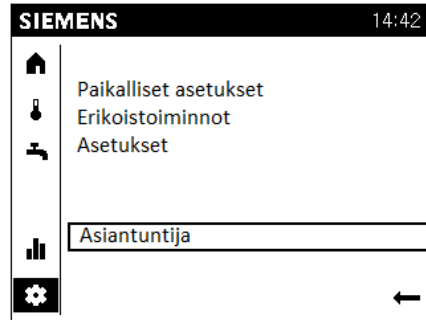 SIEMENS 14:42
Paikalliset asetukset
Erikoistoiminnot
Asetukset
Asiantuntija